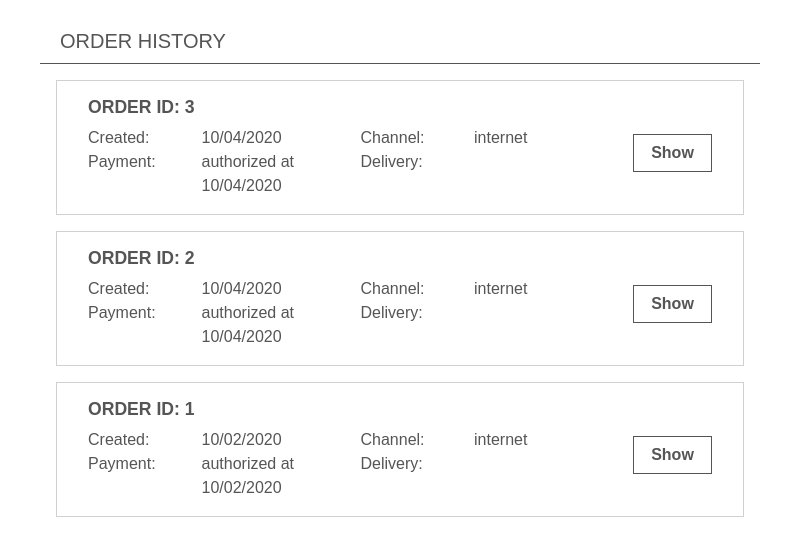 ORDER HISTORY
ORDER ID: 3
Created: 10/04/2020 Channel: internet
Payment: authorized at Delivery:
10/04/2020
Show
ORDER ID: 2
Created: 10/04/2020 Channel: internet
Payment: authorized at Delivery:
10/04/2020
Show
ORDER ID: 1
Created: 10/02/2020 Channel: internet
Payment: authorized at Delivery:
10/02/2020
Show